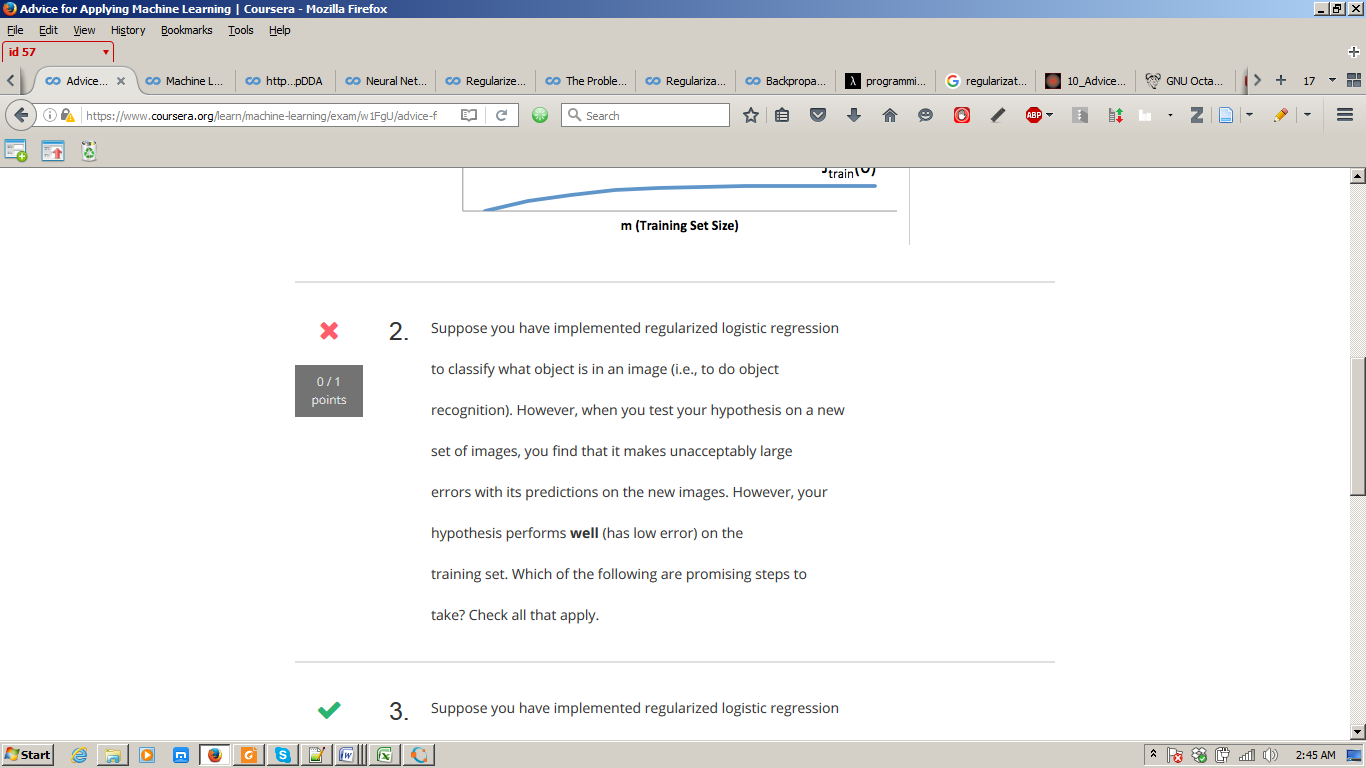 Advice for Applying Machine Learning | Coursera - Mozilla Firefox
File Edit View History Bookmarks Tools Help
id 57
Advice... Machine L... http...pDDA Neural Net... Regularize... The Proble... Regulariza... Backpropa... programmi... regularizat... 10_Advice... GNU Octa... 17
https://www.coursera.org/learn/machine-learning/exam/w1FgU/advice-f Search ABP
m (Training Set Size)
0 / 1
points
2.
Suppose you have implemented regularized logistic regression
to classify what object is in an image (i.e., to do object
recognition). However, when you test your hypothesis on a new
set of images, you find that it makes unacceptably large
errors with its predictions on the new images. However, your
hypothesis performs well (has low error) on the
training set. Which of the following are promising steps to
take? Check all that apply.
3. Suppose you have implemented regularized logistic regression
Start 2:45 AM